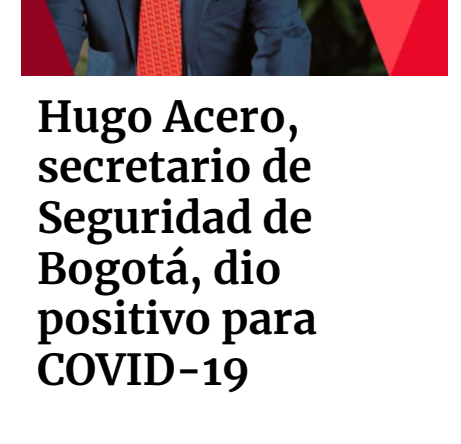 Hugo Acero,
secretario de
Seguridad de
Bogotá, dio
positivo para
COVID-19